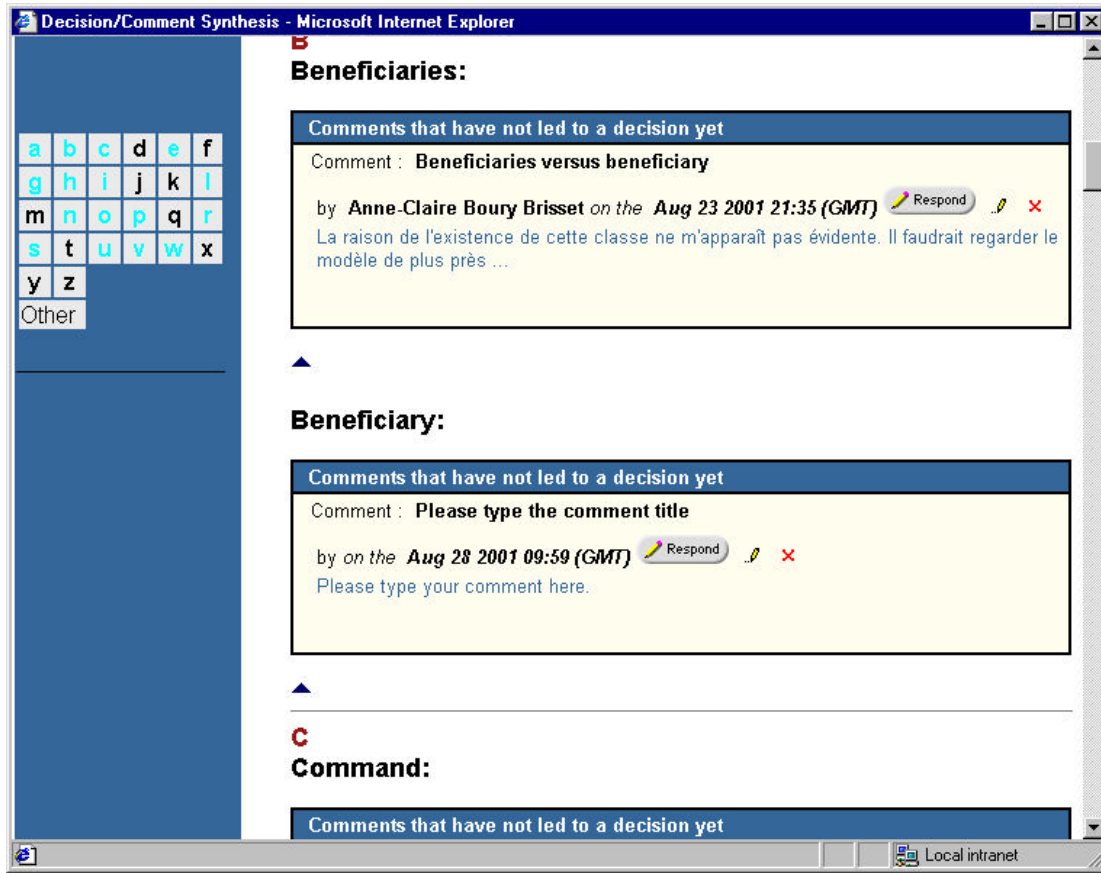 Decision/Comment Synthesis - Microsoft Internet Explorer
a b c d e f
g h i j k l
m n o p q r
s t u v w x
y z
Other
B
Beneficiaries:
Comments that have not led to a decision yet
Comment : Beneficiaries versus beneficiary
by Anne-Claire Boury Brisset on the Aug 23 2001 21:35 (GMT) Respond
La raison de l'existence de cette classe ne m'apparaît pas évidente. Il faudrait regarder le
modèle de plus près ...
Beneficiary:
Comments that have not led to a decision yet
Comment : Please type the comment title
by on the Aug 28 2001 09:59 (GMT) Respond
Please type your comment here.
C
Command:
Comments that have not led to a decision yet
Local intranet